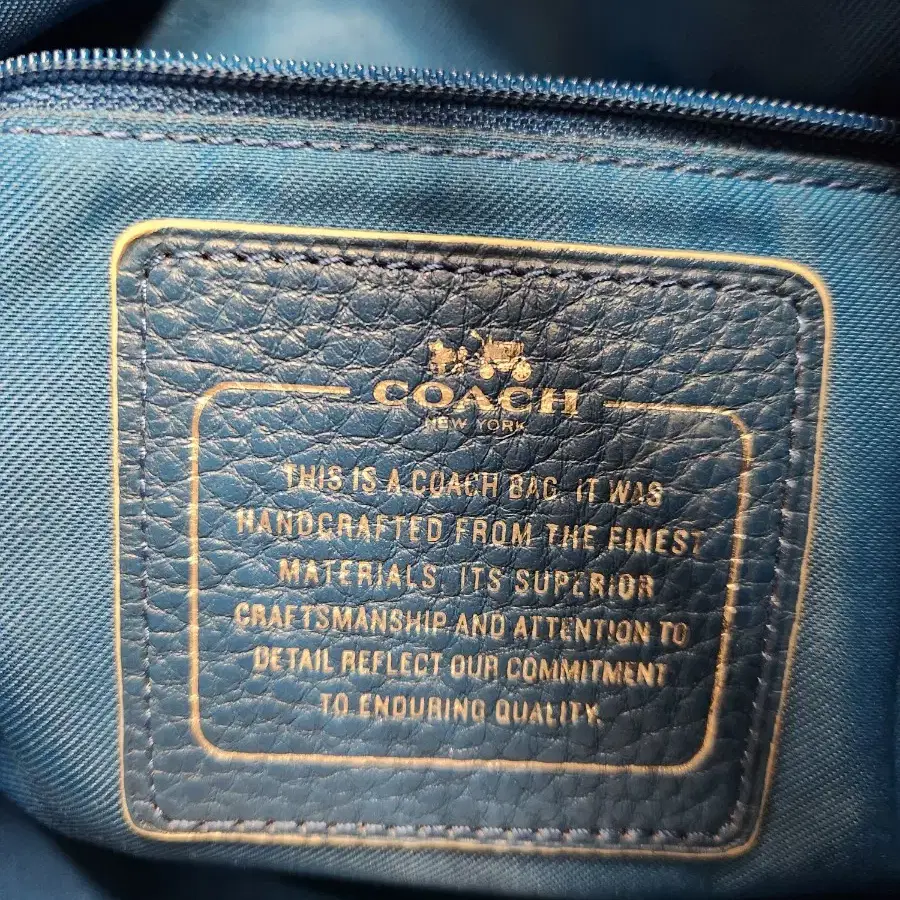 COACH
NEW YORK
THIS IS A COACH BAG. IT WAS
HANDCRAFTED FROM THE FINEST
MATERIALS. ITS SUPERIOR
CRAFTSMANSHIP AND ATTENTION TO
DETAIL REFLECT OUR COMMITMENT
TO ENDURING QUALITY.